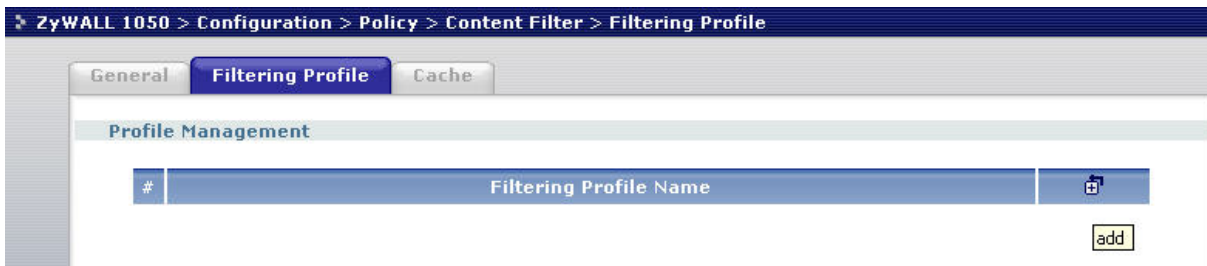 ZyWALL 1050 > Configuration > Policy > Content Filter > Filtering Profile
General Filtering Profile Cache
Profile Management
# Filtering Profile Name
add